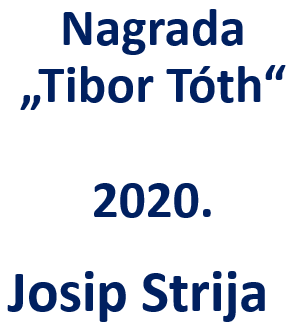 Nagrada
„Tibor Tóth“
2020.
Josip Strija